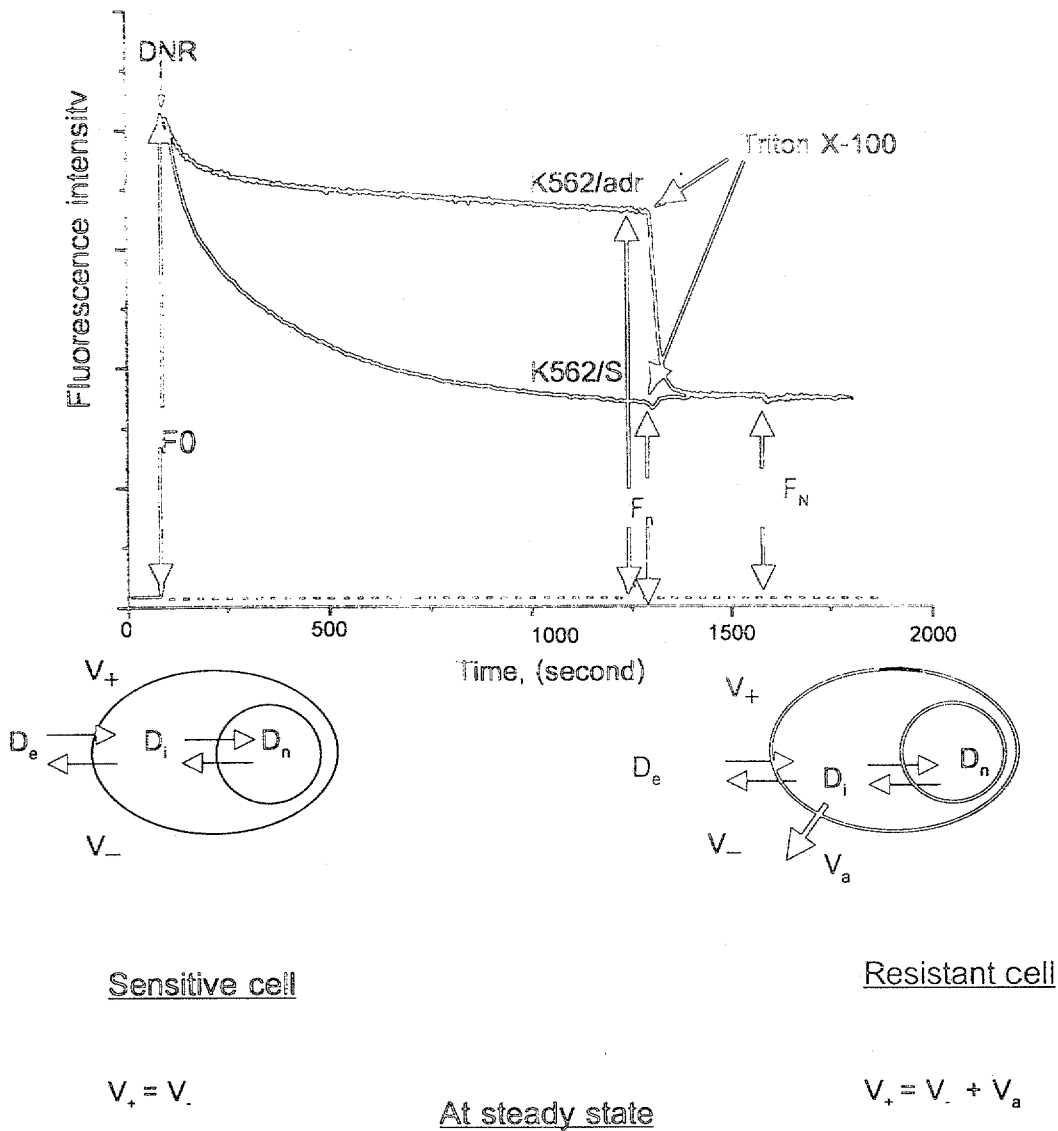 DNR
Fluorescence intensity
Triton X-100
K562/adr
K562/S
F0
Fn
FN
0
500
1000
1500
2000
Time, (second)
V+
De
Di
Dn
V−
V+
De
Di
Dn
V−
Va
Sensitive cell
Resistant cell
V+ = V-
V+ = V- + Va
At steady state